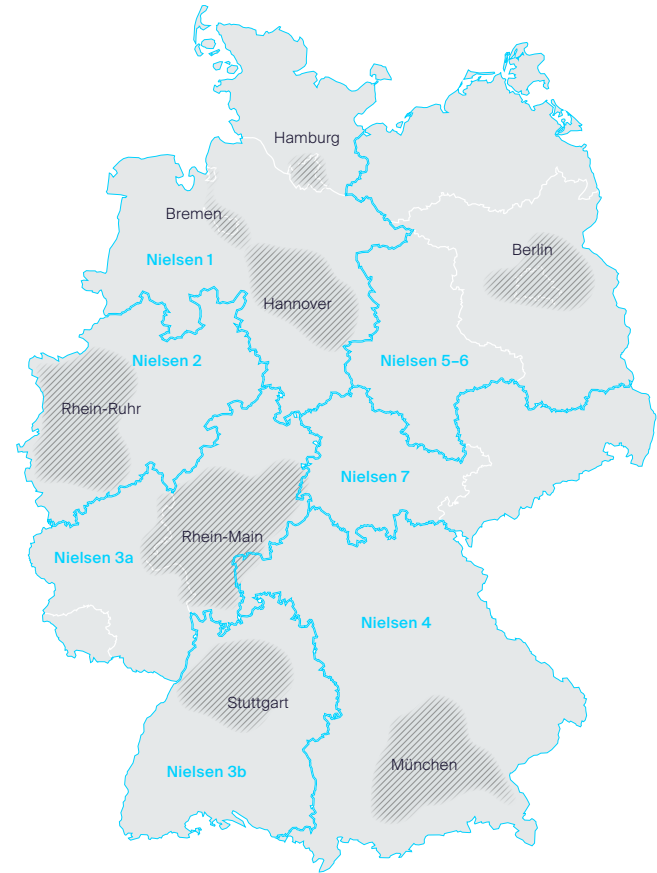 Hamburg
Bremen
Berlin
Nielsen 1
Hannover
Nielsen 2
Nielsen 5–6
Rhein-Ruhr
Nielsen 7
Rhein-Main
Nielsen 3a
Nielsen 4
Stuttgart
München
Nielsen 3b